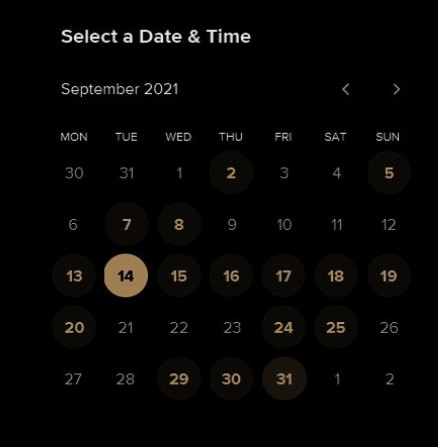 Select a Date & Time
September 2021
MON TUE WED THU FRI SAT SUN
30 31 1 2 3 4 5
6 7 8 9 10 11 12
13 14 15 16 17 18 19
20 21 22 23 24 25 26
27 28 29 30 31 1 2